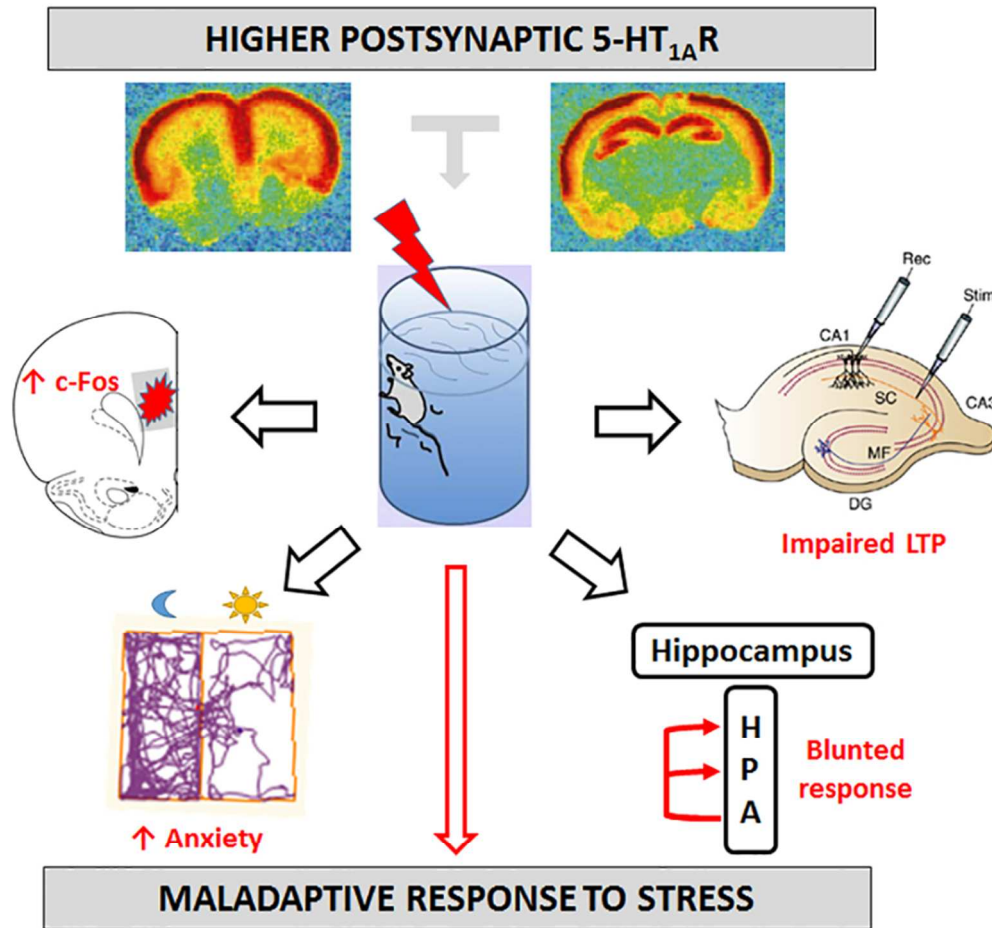 HIGHER POSTSYNAPTIC 5-HT1AR
Rec
Stim
CA1
↑ c-Fos
SC
CA3
MF
DG
Impaired LTP
Hippocampus
H
P
A
Blunted
response
↑ Anxiety
MALADAPTIVE RESPONSE TO STRESS